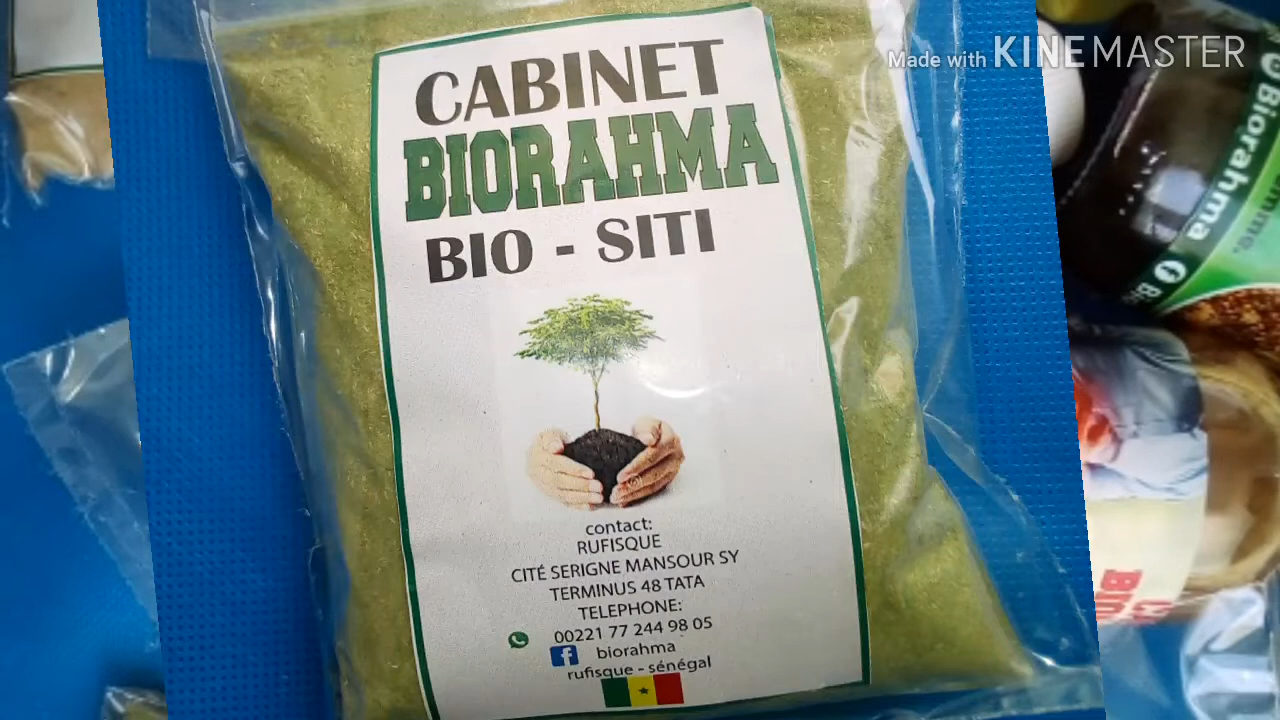 Made with KINEMASTER
CABINET
BIORAHMA
BIO - SITI
contact:
RUFISQUE
CITÉ SERIGNE MANSOUR SY
TERMINUS 48 TATA
TELEPHONE:
00221 77 244 98 05
biorahma
rufisque - sénégal
Biorahma